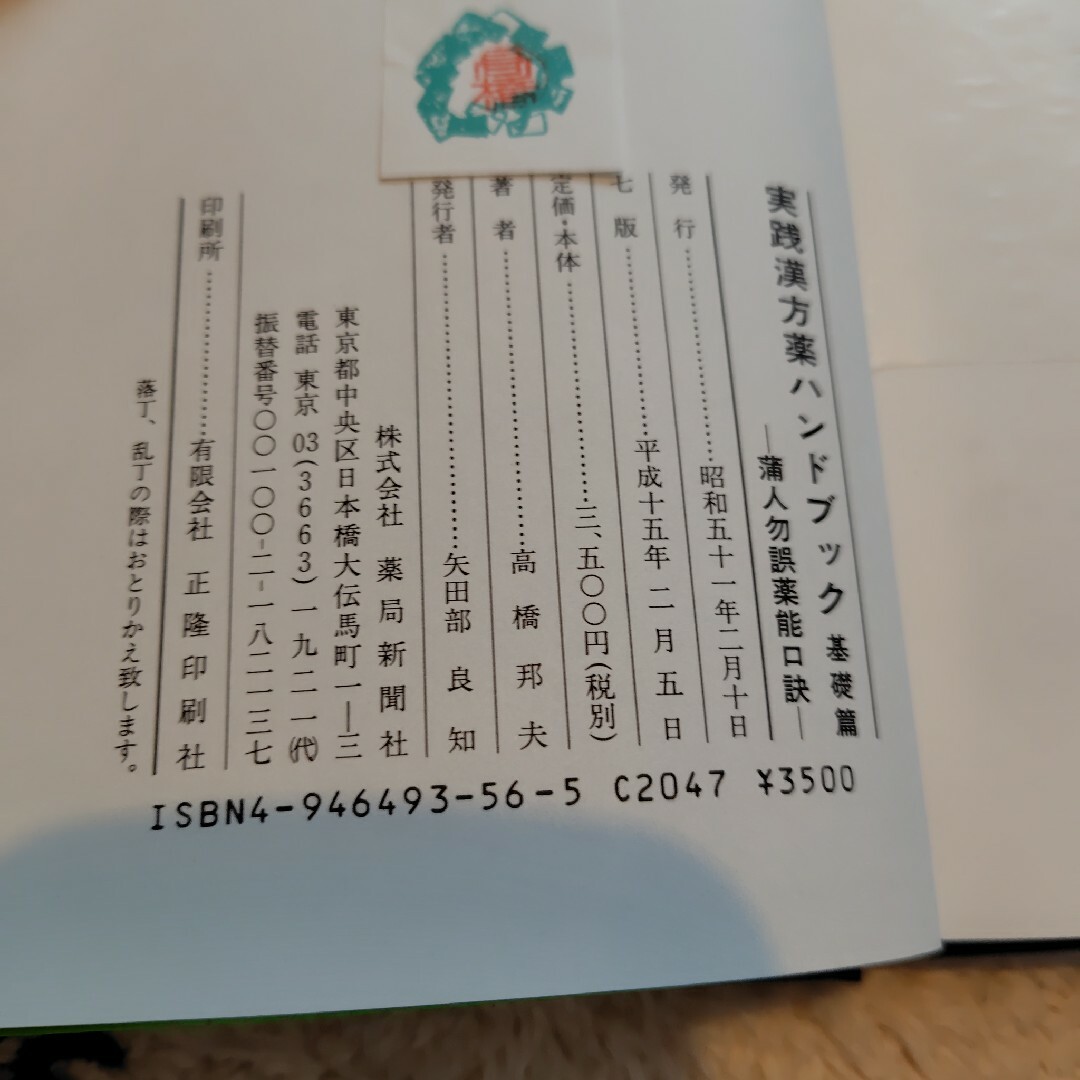 実践漢方薬ハンドブック 基礎篇
―蒲人勿誤薬能口訣―
発行……………昭和五十一年二月十日
七版……………平成十五年二月五日
定価・本体……………三、五〇〇円(税別)
著者……………高橋邦夫
発行者……………矢田部良知
株式会社 薬局新聞社
東京都中央区日本橋大伝馬町一―三
電話 東京 03(3663)一九二一(代)
振替番号〇〇一〇〇-二-一八二一三七
印刷所……………有限会社 正隆印刷社
落丁、乱丁の際はおとりかえ致します。
ISBN4-946493-56-5 C2047 ¥3500